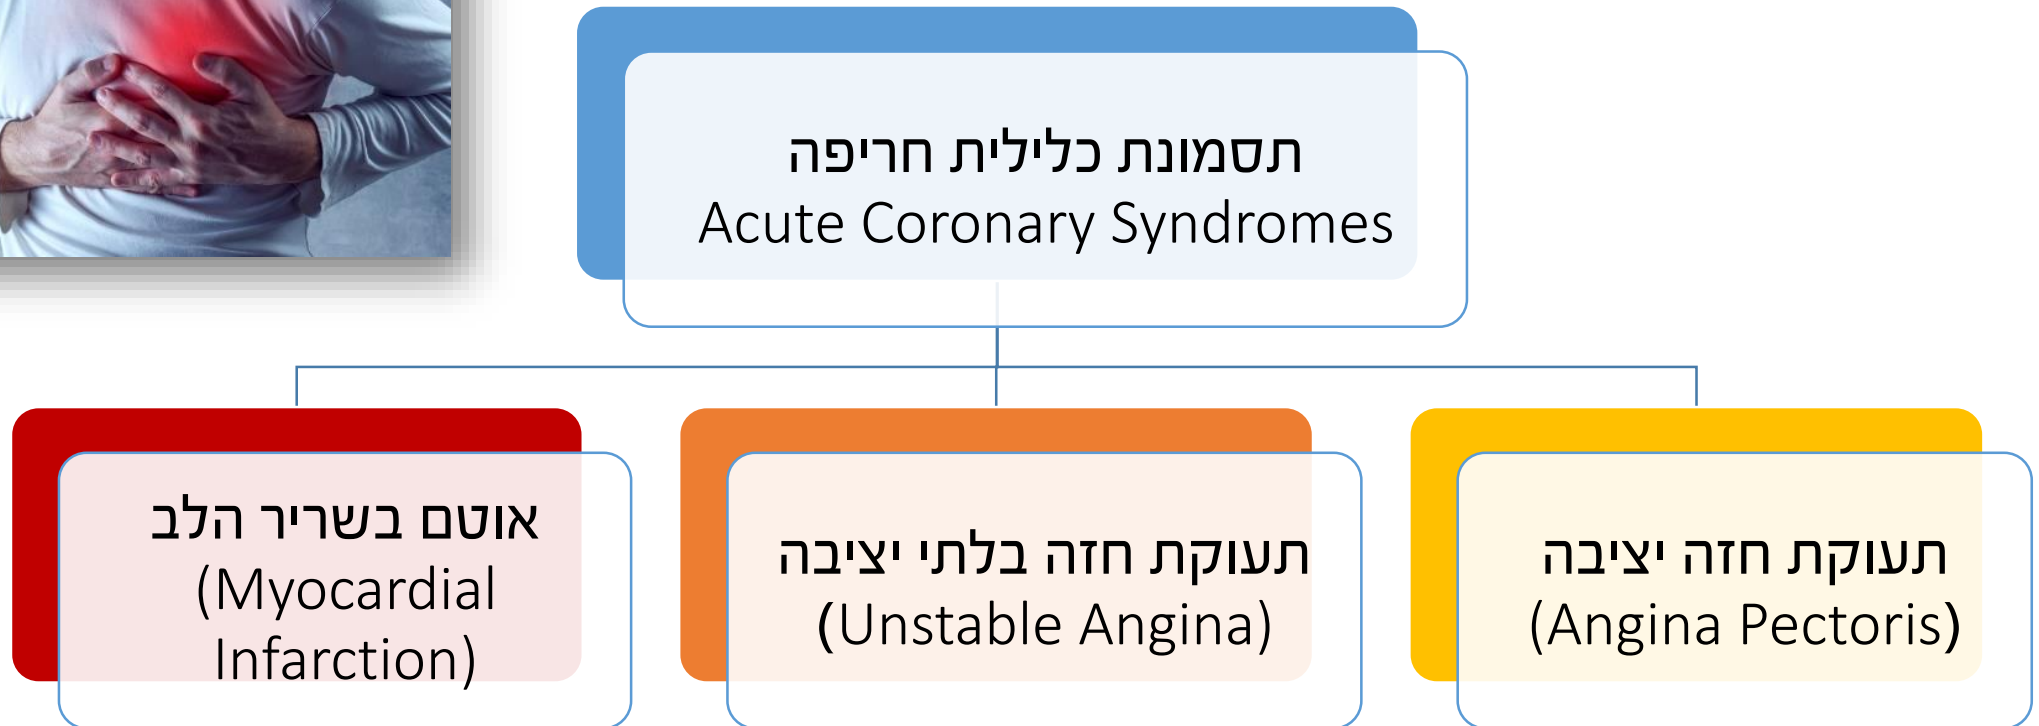 תסמונת כלילית חריפה
Acute Coronary Syndromes
תעוקת חזה יציבה
(Angina Pectoris)
תעוקת חזה בלתי יציבה
(Unstable Angina)
אוטם בשריר הלב
(Myocardial
Infarction)